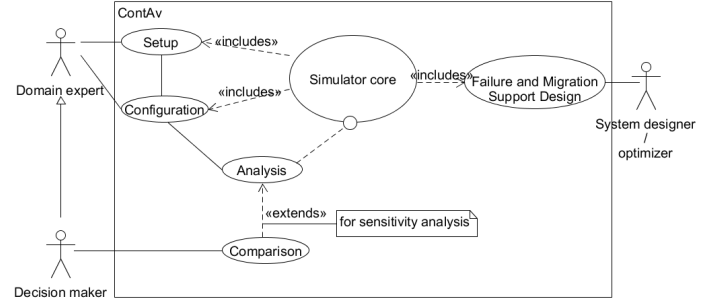 ContAv
Setup
«includes»
Simulator core
«includes»
Failure and Migration
Support Design
Domain expert
Configuration
«includes»
System designer
/
optimizer
Analysis
«extends»
for sensitivity analysis
Comparison
Decision maker